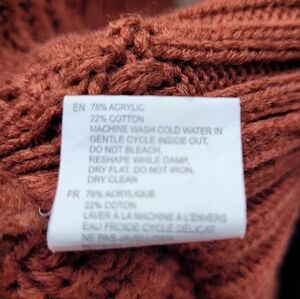 EN 78% ACRYLIC
22% COTTON
MACHINE WASH COLD WATER IN
GENTLE CYCLE INSIDE OUT,
DO NOT BLEACH,
RESHAPE WHILE DAMP,
DRY FLAT, DO NOT IRON,
DRY CLEAN
FR 78% ACRYLIQUE
22% COTON
LAVER À LA MACHINE À L'ENVERS
EAU FROIDE CYCLE DÉLICAT,
NE PAS